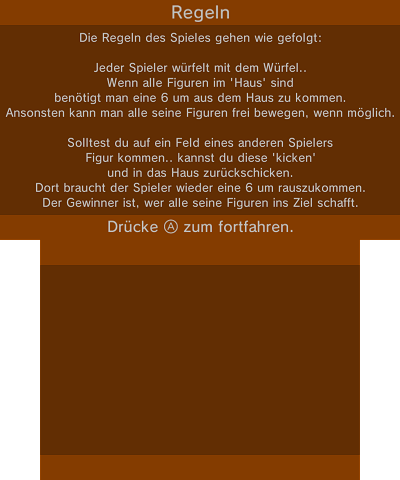 Regeln
Die Regeln des Spieles gehen wie gefolgt:
Jeder Spieler würfelt mit dem Würfel..
Wenn alle Figuren im 'Haus' sind
benötigt man eine 6 um aus dem Haus zu kommen.
Ansonsten kann man alle seine Figuren frei bewegen, wenn möglich.
Solltest du auf ein Feld eines anderen Spielers
Figur kommen.. kannst du diese 'kicken'
und in das Haus zurückschicken.
Dort braucht der Spieler wieder eine 6 um rauszukommen.
Der Gewinner ist, wer alle seine Figuren ins Ziel schafft.
Drücke Ⓐ zum fortfahren.